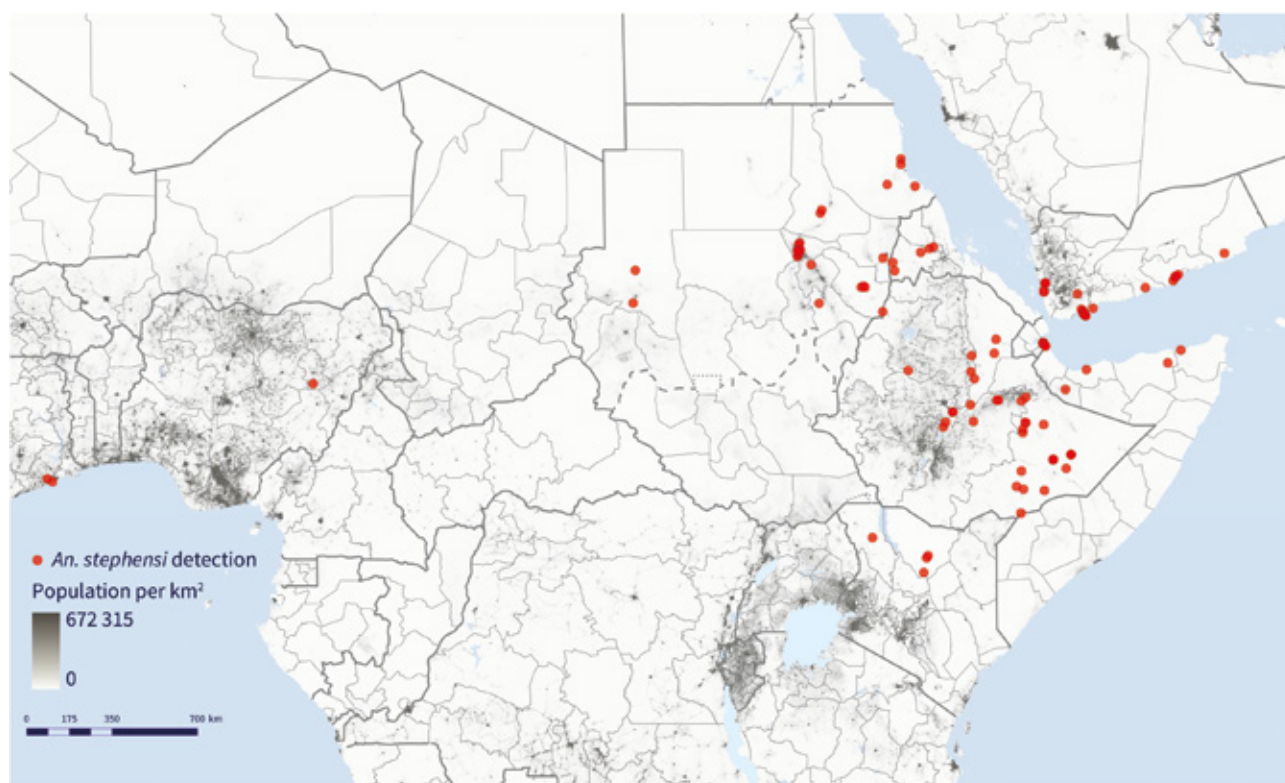 An. stephensi detection
Population per km²
672 315
0
0 175 350 700 km